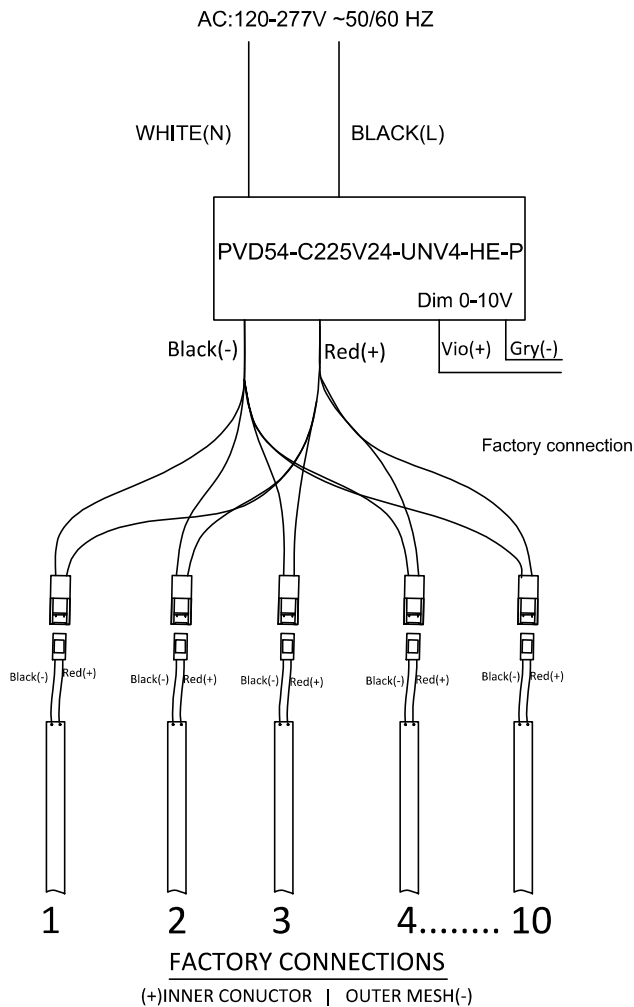 AC:120-277V ~50/60 HZ
WHITE(N) BLACK(L)
PVD54-C225V24-UNV4-HE-P
Dim 0-10V
Black(-) Red(+) Vio(+) Gry(-)
Factory connection
Black(-) Red(+) Black(-) Red(+) Black(-) Red(+) Black(-) Red(+) Black(-) Red(+)
1 2 3 4........ 10
FACTORY CONNECTIONS
(+)INNER CONUCTOR | OUTER MESH(-)